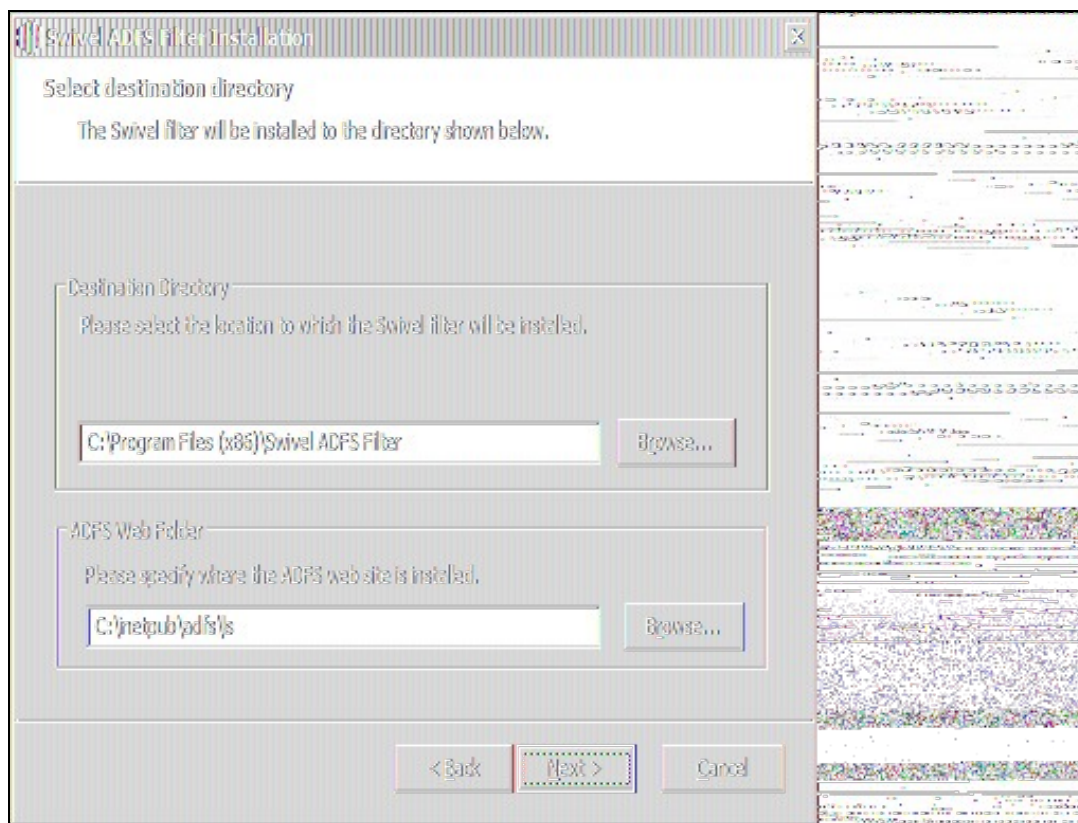 Swivel ADFS Filter Installation
Select destination directory
The Swivel filter will be installed to the directory shown below.
Destination Directory
Please select the location to which the Swivel filter will be installed.
C:\Program Files (x86)\Swivel ADFS Filter
Browse...
ADFS Web Folder
Please specify where the ADFS web site is installed.
C:\inetpub\adfs\ls
Browse...
< Back Next > Cancel